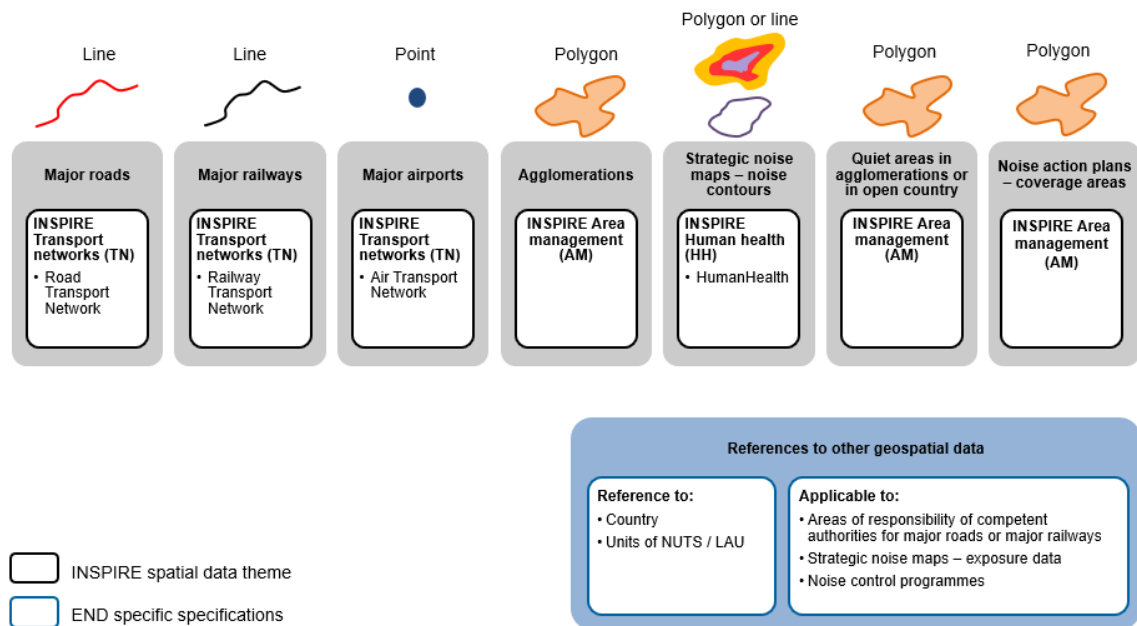 Line
Line
Point
Polygon
Polygon or line
Polygon
Polygon
Major roads
INSPIRE
Transport
networks (TN)
• Road
Transport
Network
Major railways
INSPIRE
Transport
networks (TN)
• Railway
Transport
Network
Major airports
INSPIRE
Transport
networks (TN)
• Air Transport
Network
Agglomerations
INSPIRE Area
management
(AM)
Strategic noise
maps – noise
contours
INSPIRE
Human health
(HH)
• HumanHealth
Quiet areas in
agglomerations or
in open country
INSPIRE Area
management
(AM)
Noise action plans
– coverage areas
INSPIRE Area
management
(AM)
References to other geospatial data
Reference to:
• Country
• Units of NUTS / LAU
Applicable to:
• Areas of responsibility of competent
authorities for major roads or major railways
• Strategic noise maps – exposure data
• Noise control programmes
INSPIRE spatial data theme
END specific specifications